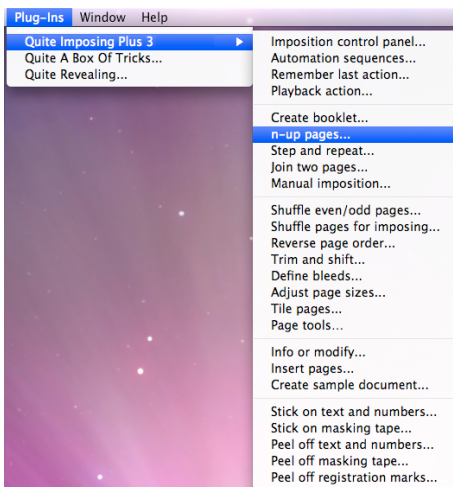 Plug-Ins Window Help
Quite Imposing Plus 3
Quite A Box Of Tricks...
Quite Revealing...
Imposition control panel...
Automation sequences...
Remember last action...
Playback action...
Create booklet...
n-up pages...
Step and repeat...
Join two pages...
Manual imposition...
Shuffle even/odd pages...
Shuffle pages for imposing...
Reverse page order...
Trim and shift...
Define bleeds...
Adjust page sizes...
Tile pages...
Page tools...
Info or modify...
Insert pages...
Create sample document...
Stick on text and numbers...
Stick on masking tape...
Peel off text and numbers...
Peel off masking tape...
Peel off registration marks...